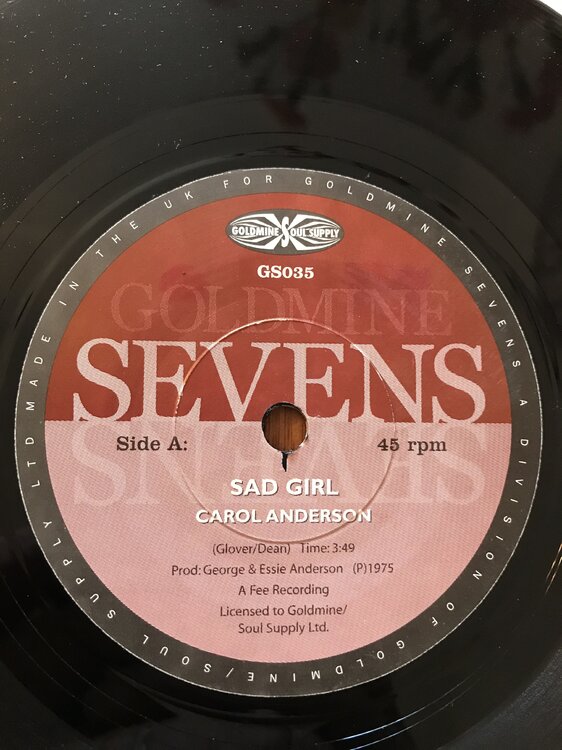 MADE IN THE UK FOR GOLDMINE SEVENS A DIVISION OF GOLDMINE/SOUL SUPPLY LTD
GOLDMINE SOUL SUPPLY
GS035
GOLDMINE
SEVENS
SEVENS
Side A:
45 rpm
SAD GIRL
CAROL ANDERSON
(Glover/Dean) Time: 3:49
Prod: George & Essie Anderson (P)1975
A Fee Recording
Licensed to Goldmine/
Soul Supply Ltd.